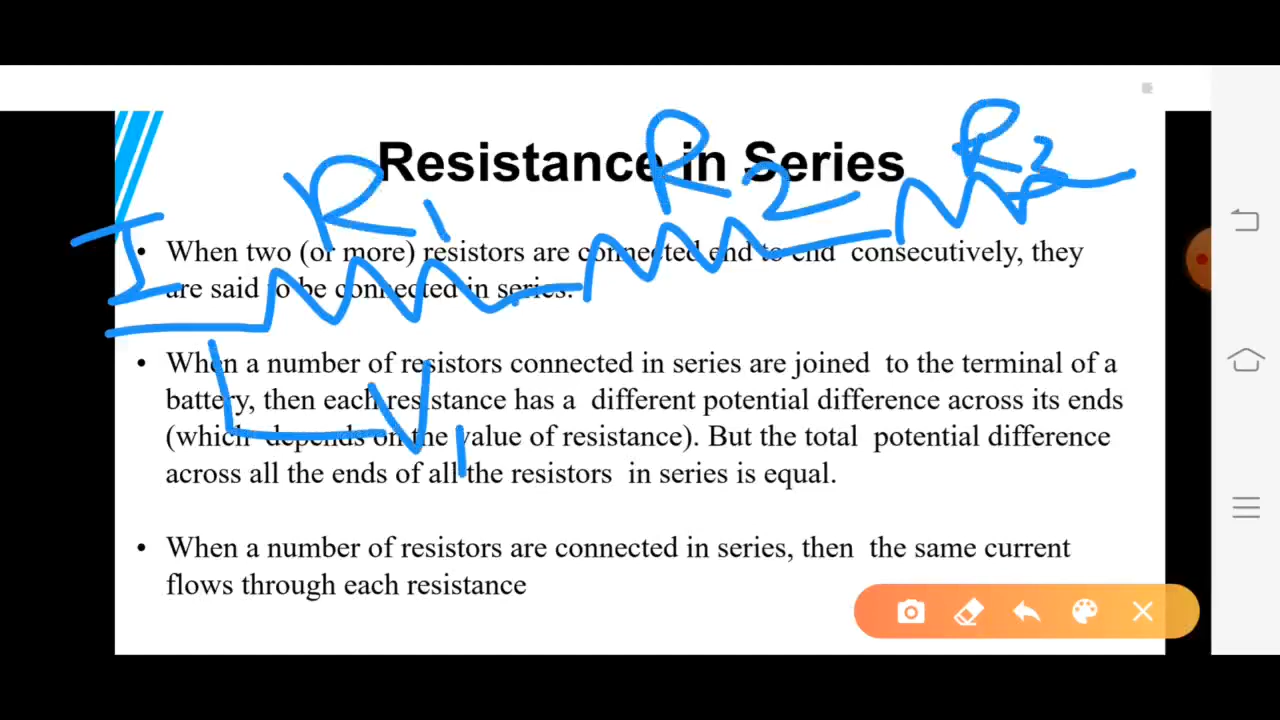 Resistance in Series
R1
R2
R3
I
• When two (or more) resistors are connected end to end consecutively, they
are said to be connected in series.
• When a number of resistors connected in series are joined to the terminal of a
battery, then each resistance has a different potential difference across its ends
(which depends on the value of resistance). But the total potential difference
across all the ends of all the resistors in series is equal.
V1
• When a number of resistors are connected in series, then the same current
flows through each resistance